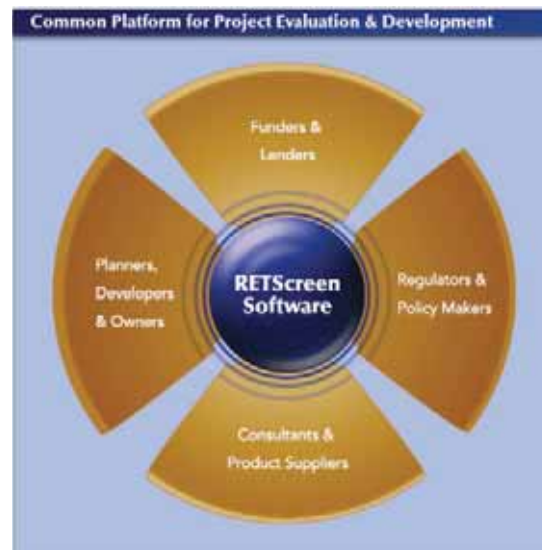 Common Platform for Project Evaluation & Development
Funders &
Lenders
Planners,
Developers
& Owners
RETScreen
Software
Regulators &
Policy Makers
Consultants &
Product Suppliers